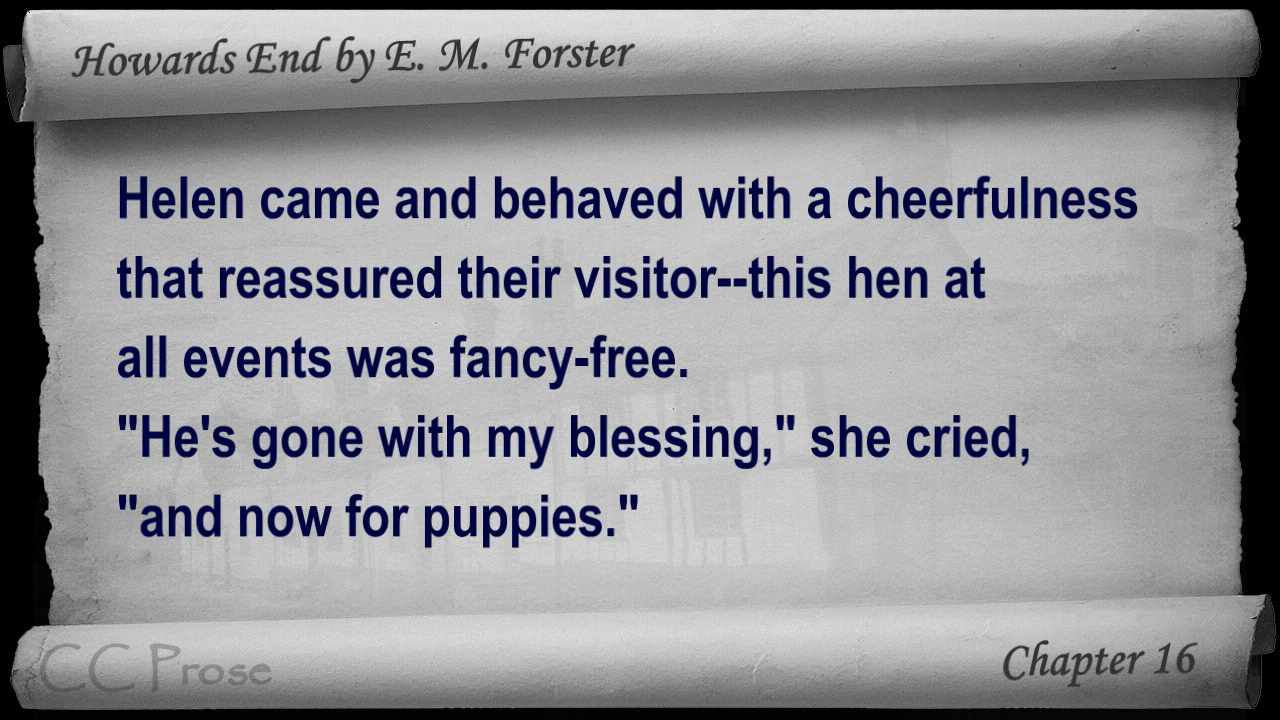 Howards End by E. M. Forster
Helen came and behaved with a cheerfulness
that reassured their visitor--this hen at
all events was fancy-free.
"He's gone with my blessing," she cried,
"and now for puppies."
CC Prose
Chapter 16